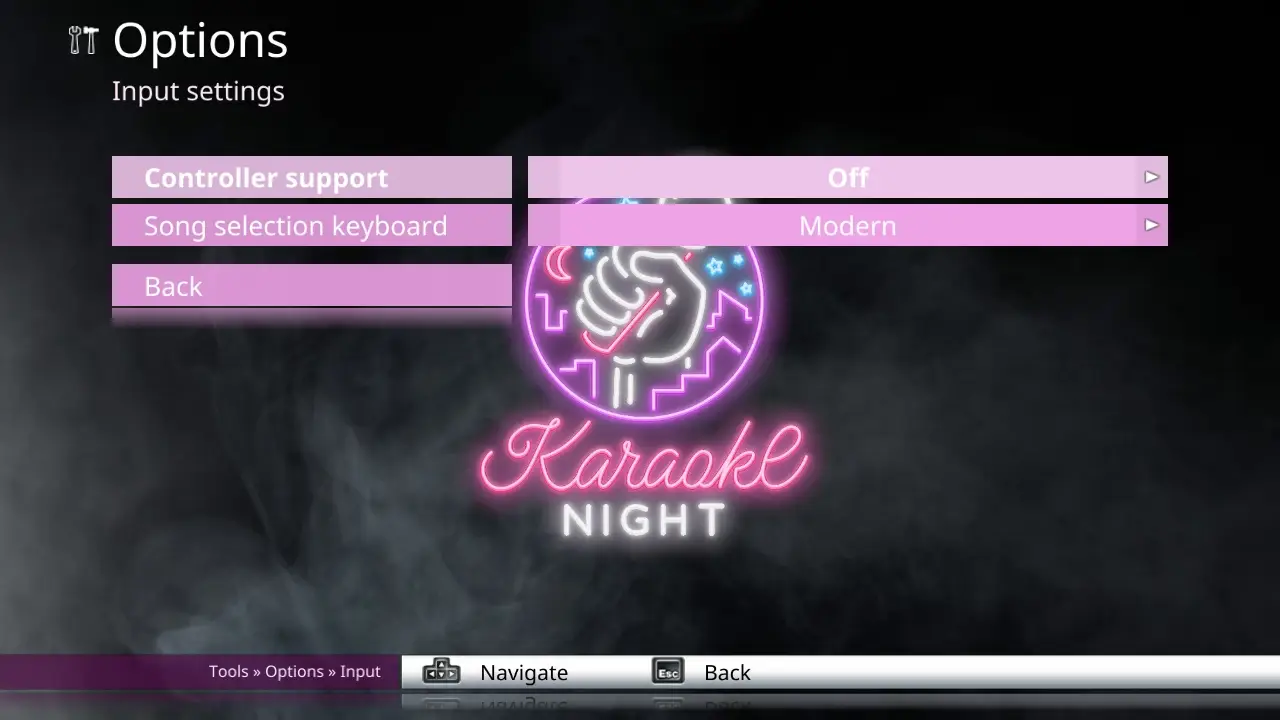 Options
Input settings
Controller support
Off
Song selection keyboard
Modern
Back
Karaoke
NIGHT
Tools » Options » Input
Esc
Navigate
Back